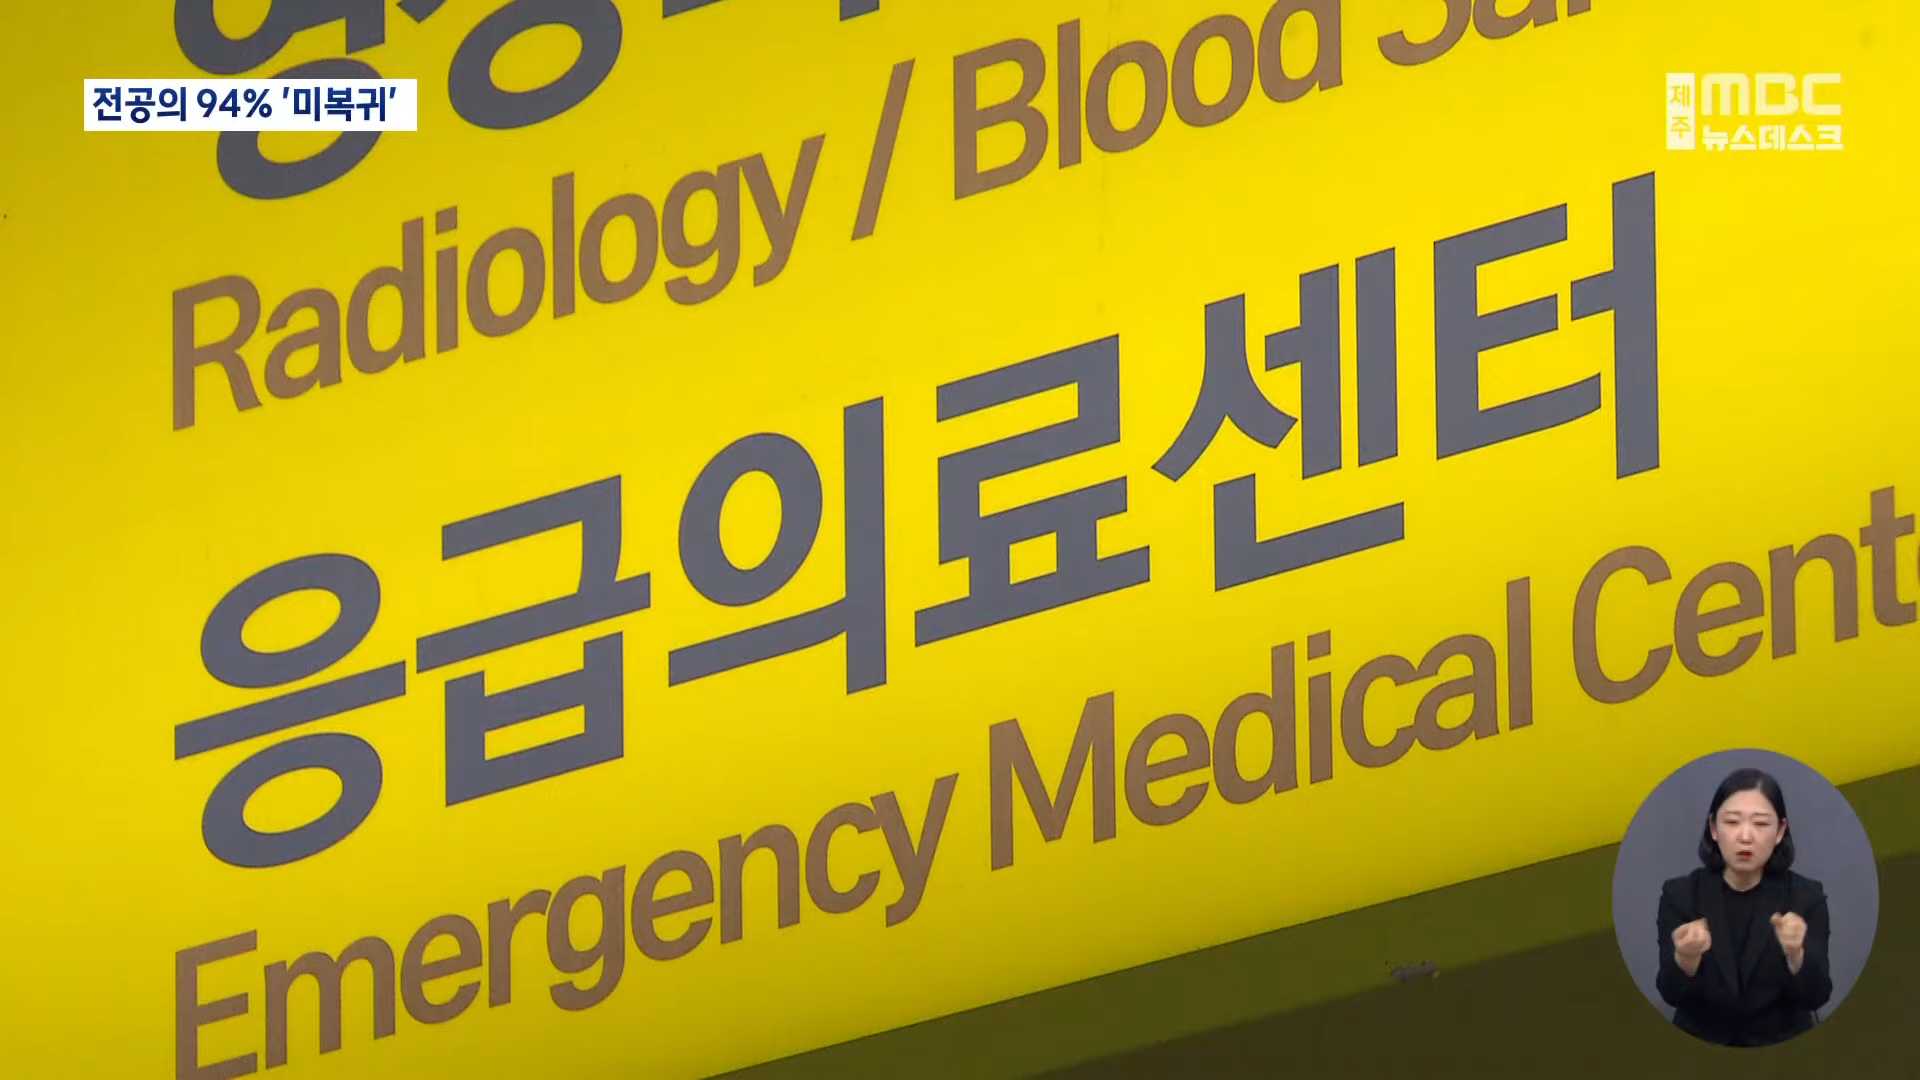 전공의 94% '미복귀'
제주 MBC
뉴스데스크
Radiology / Blood
응급의료센터
Emergency Medical